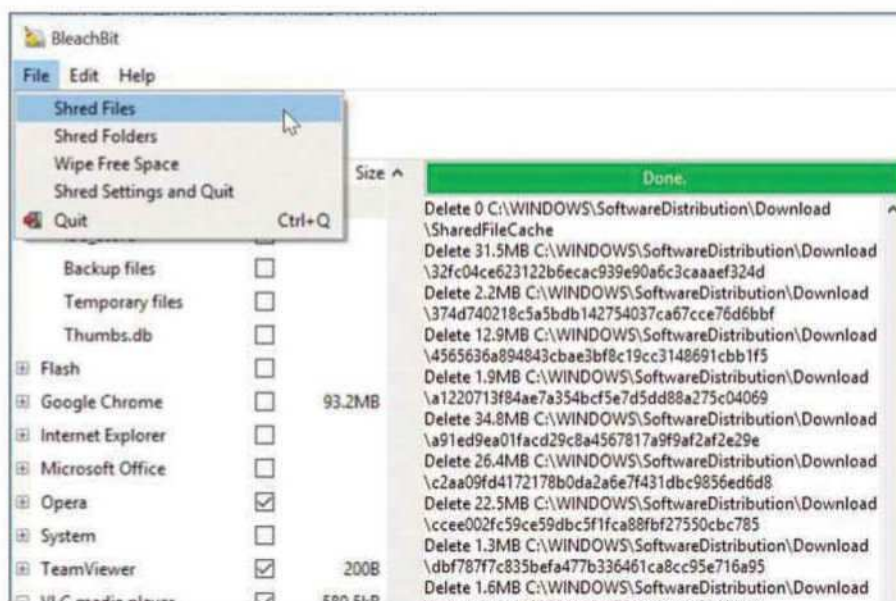 BleachBit
File Edit Help
Shred Files
Shred Folders
Wipe Free Space
Shred Settings and Quit
Quit Ctrl+Q
Size
Backup files
Temporary files
Thumbs.db
Flash
Google Chrome 93.2MB
Internet Explorer
Microsoft Office
Opera
System
TeamViewer 200B
VLC media player 580.5kB
Done.
Delete 0 C:\WINDOWS\SoftwareDistribution\Download
\SharedFileCache
Delete 31.5MB C:\WINDOWS\SoftwareDistribution\Download
\32fc04ce623122b6ecac939e90a6c3caaaef324d
Delete 2.2MB C:\WINDOWS\SoftwareDistribution\Download
\374d740218c5a5bdb142754037ca67cce76d6bbf
Delete 12.9MB C:\WINDOWS\SoftwareDistribution\Download
\4565636a894843cbae3bf8c19cc3148691cbb1f5
Delete 1.9MB C:\WINDOWS\SoftwareDistribution\Download
\a1220713f84ae7a354bcf5e7d5dd88a275c04069
Delete 34.8MB C:\WINDOWS\SoftwareDistribution\Download
\a91ed9ea01facd29c8a4567817a9f9af2af2e29e
Delete 26.4MB C:\WINDOWS\SoftwareDistribution\Download
\c2aa09fd4172178b0da2a6e7f431dbc9856ed6d8
Delete 22.5MB C:\WINDOWS\SoftwareDistribution\Download
\ccee002fc59ce59dbc5f1fca88fbf27550cbc785
Delete 1.3MB C:\WINDOWS\SoftwareDistribution\Download
\dbf787f7c835befa477b336461ca8cc95e716a95
Delete 1.6MB C:\WINDOWS\SoftwareDistribution\Download